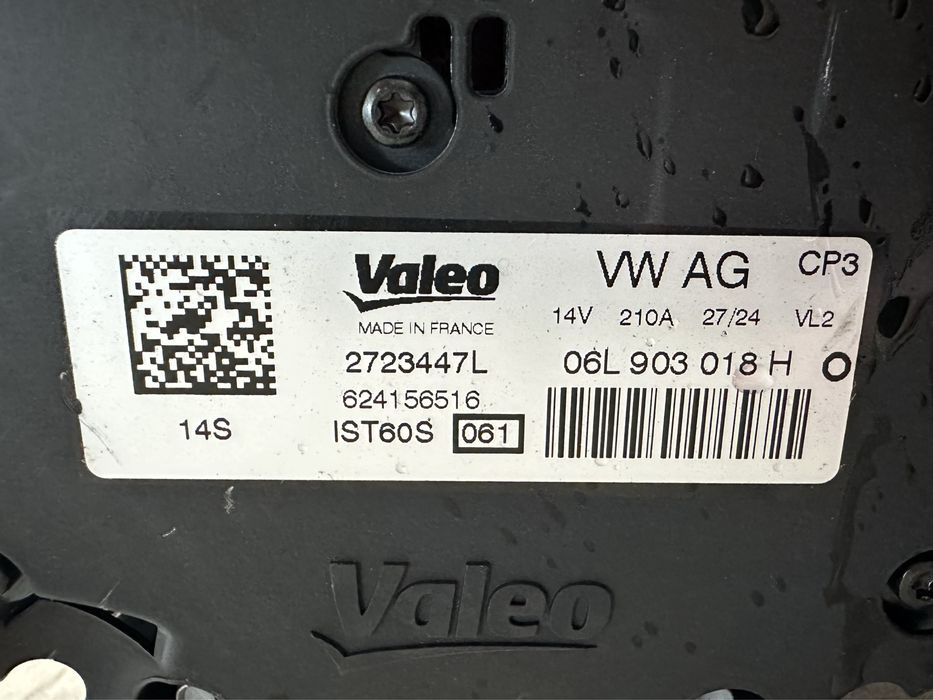 Valeo
MADE IN FRANCE
2723447L
624156516
IST60S 061
14S
VW AG CP3
14V 210A 27/24 VL2
06L 903 018 H O
Valeo